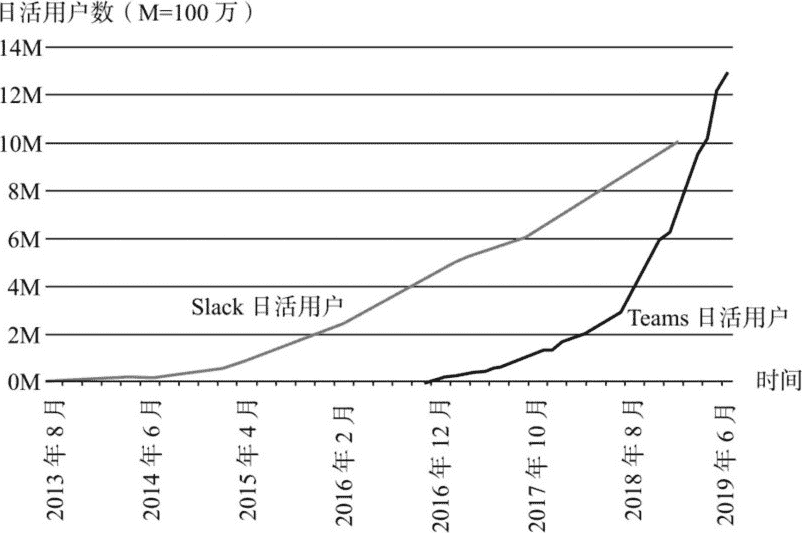 日活用户数（M=100 万）
14M
12M
10M
8M
6M
4M
2M
0M
Slack 日活用户
Teams 日活用户
时间
2013 年 8 月
2014 年 6 月
2015 年 4 月
2016 年 2 月
2016 年 12 月
2017 年 10 月
2018 年 8 月
2019 年 6 月